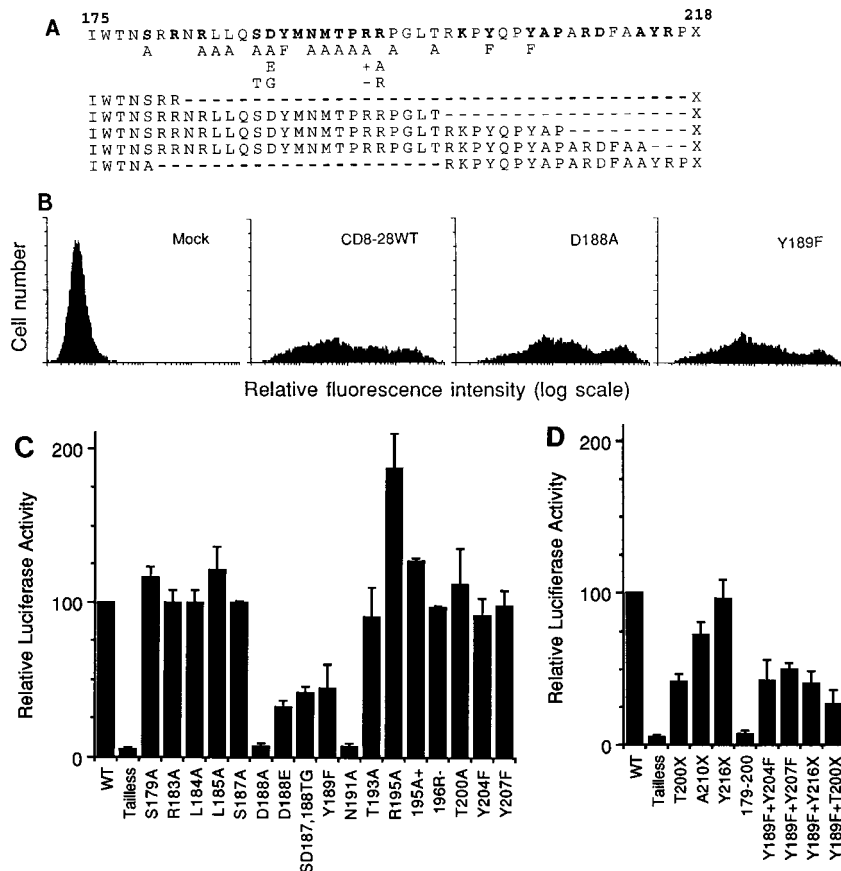 A
175 218
IWTNSRRNRLLQSDYMNMTPRRPGLTRKPYQPYAPARDFAAYRPX
A AAA AAFAAAAA A A F F
E + A
TG -R
IWTNSRR------------------------------------X
IWTNSRRNRLLQSDYMNMTPRRPGLT------------------X
IWTNSRRNRLLQSDYMNMTPRRPGLTRKPYQPYAP---------X
IWTNSRRNRLLQSDYMNMTPRRPGLTRKPYQPYAPARDFAA---X
IWTNA---------------------RKPYQPYAPARDFAAYRPX
B
Mock
CD8-28WT
D188A
Y189F
Cell number
Relative fluorescence intensity (log scale)
C
Relative Luciferase Activity
200
100
0
WT
Tailless
S179A
R183A
L184A
L185A
S187A
D188A
D188E
SD187,188TG
Y189F
N191A
T193A
R195A
195A+
196R-
T200A
Y204F
Y207F
D
Relative Lucifierase Activity
200
100
0
WT
Tailless
T200X
A210X
Y216X
179-200
Y189F+Y204F
Y189F+Y207F
Y189F+Y216X
Y189F+T200X